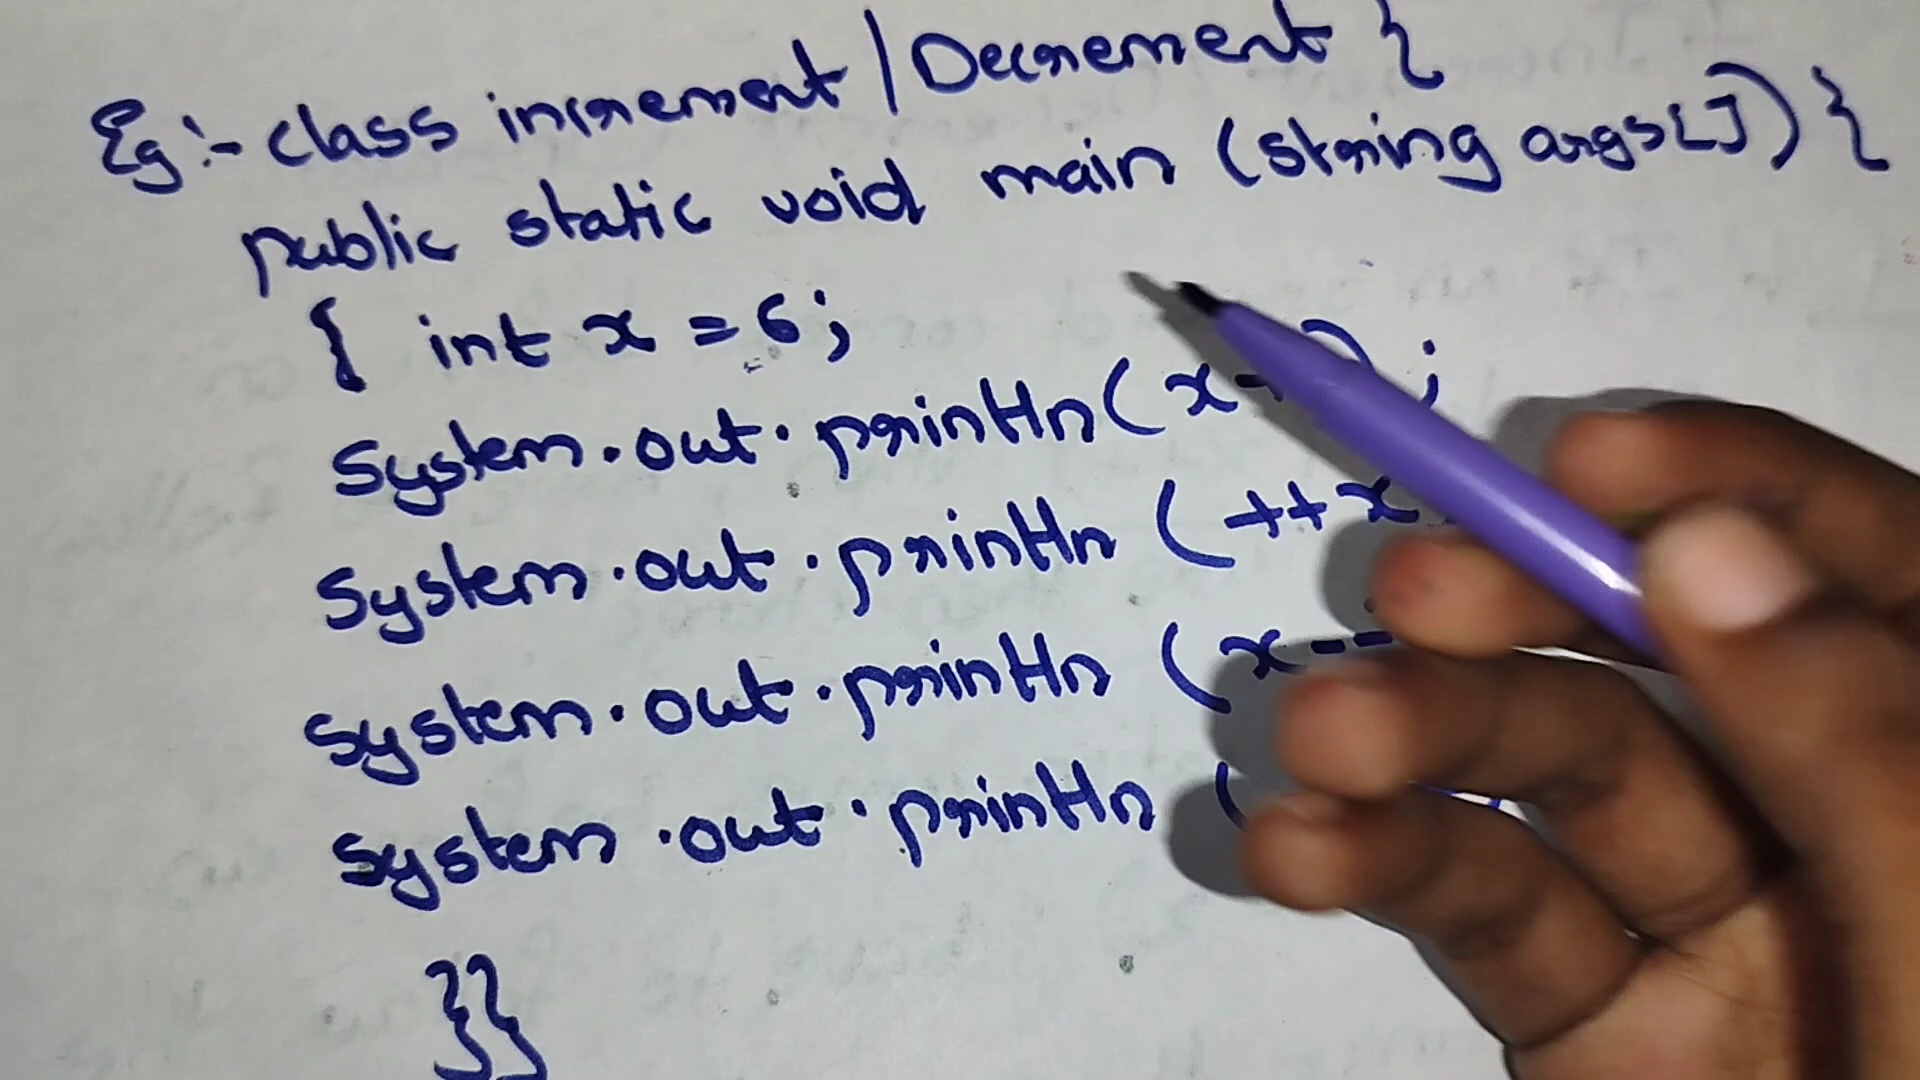 Eg:- class increment/Decrement {
public static void main (string args[]) {
{ int x = 6;
System.out.println(x+ ) ;
System.out.println (++x
System.out.println (x--
System.out.println (
}}